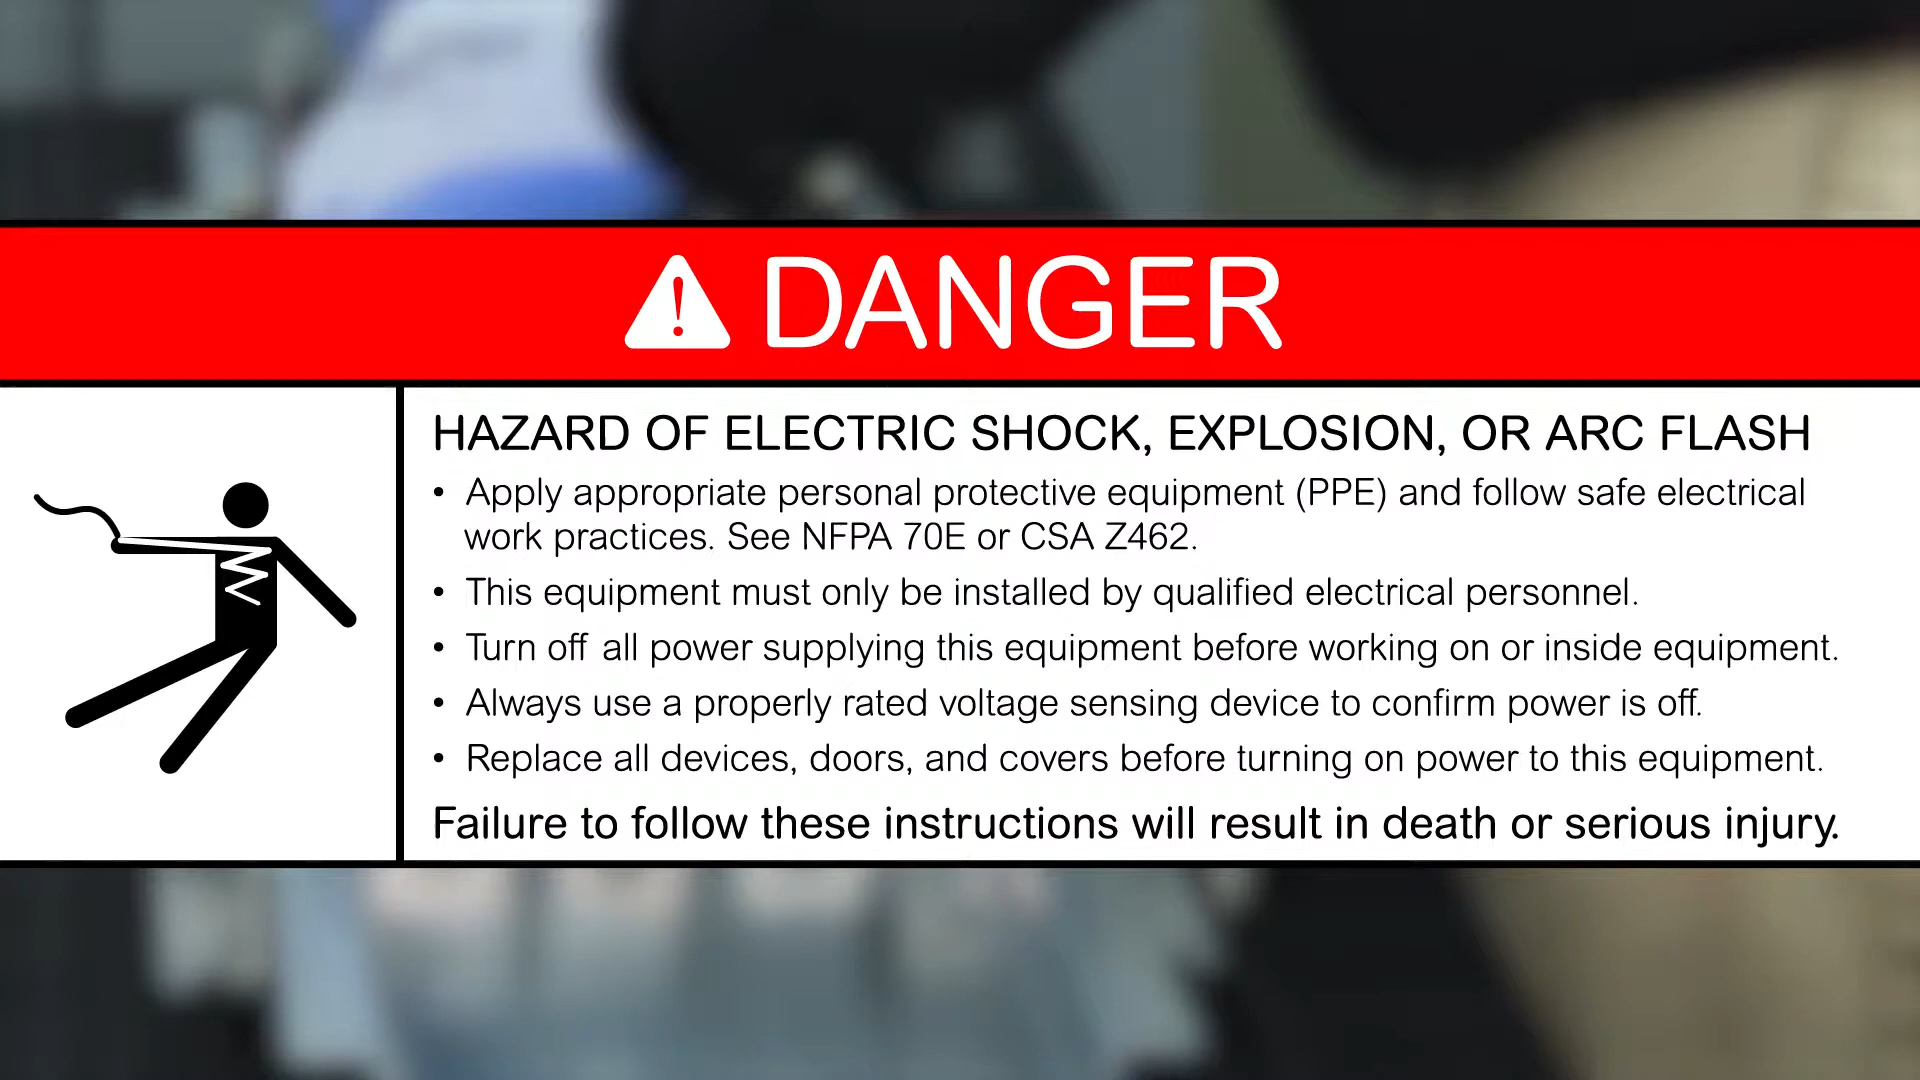 DANGER
HAZARD OF ELECTRIC SHOCK, EXPLOSION, OR ARC FLASH
• Apply appropriate personal protective equipment (PPE) and follow safe electrical
work practices. See NFPA 70E or CSA Z462.
• This equipment must only be installed by qualified electrical personnel.
• Turn off all power supplying this equipment before working on or inside equipment.
• Always use a properly rated voltage sensing device to confirm power is off.
• Replace all devices, doors, and covers before turning on power to this equipment.
Failure to follow these instructions will result in death or serious injury.